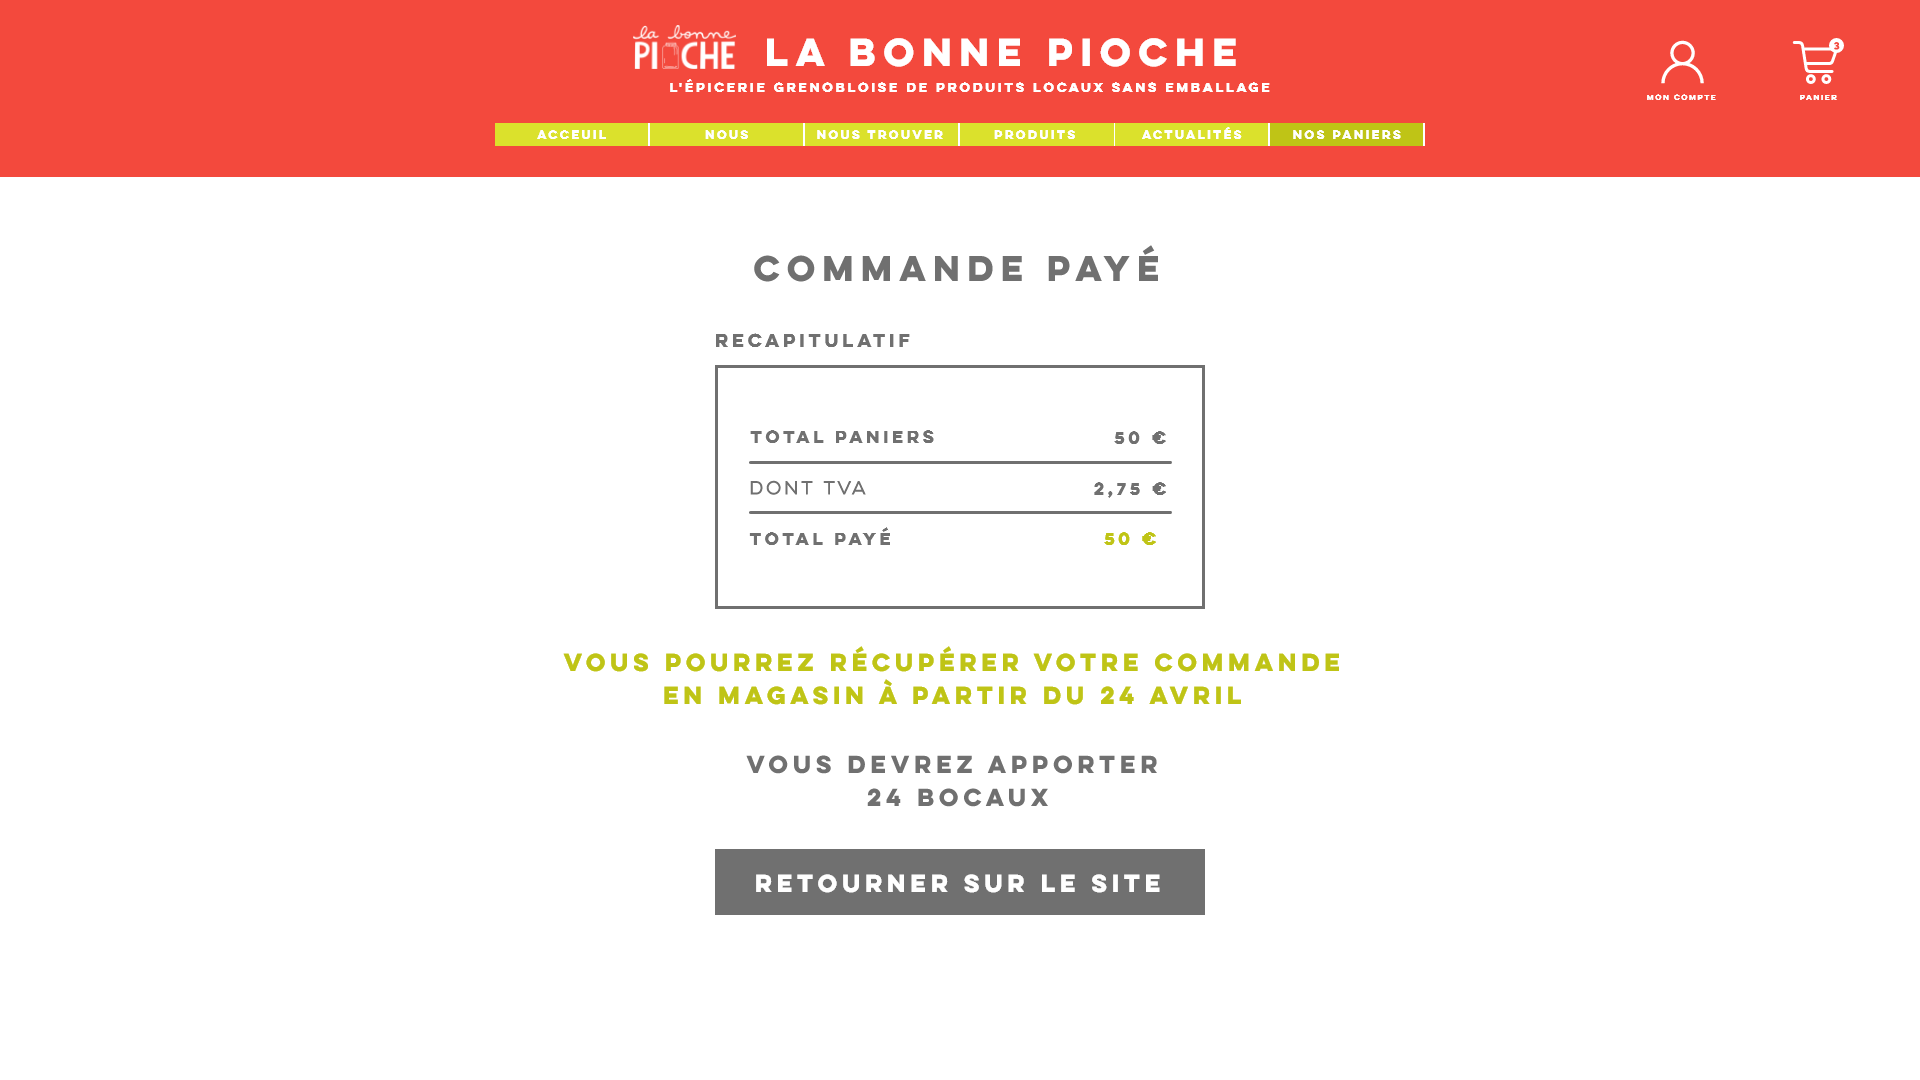 la bonne
PIOCHE
LA BONNE PIOCHE
L'ÉPICERIE GRENOBLOISE DE PRODUITS LOCAUX SANS EMBALLAGE
3
MON COMPTE
PANIER
ACCEUIL
NOUS
NOUS TROUVER
PRODUITS
ACTUALITÉS
NOS PANIERS
COMMANDE PAYÉ
RECAPITULATIF
TOTAL PANIERS 50 €
DONT TVA 2,75 €
TOTAL PAYÉ 50 €
VOUS POURREZ RÉCUPÉRER VOTRE COMMANDE
EN MAGASIN À PARTIR DU 24 AVRIL
VOUS DEVREZ APPORTER
24 BOCAUX
RETOURNER SUR LE SITE